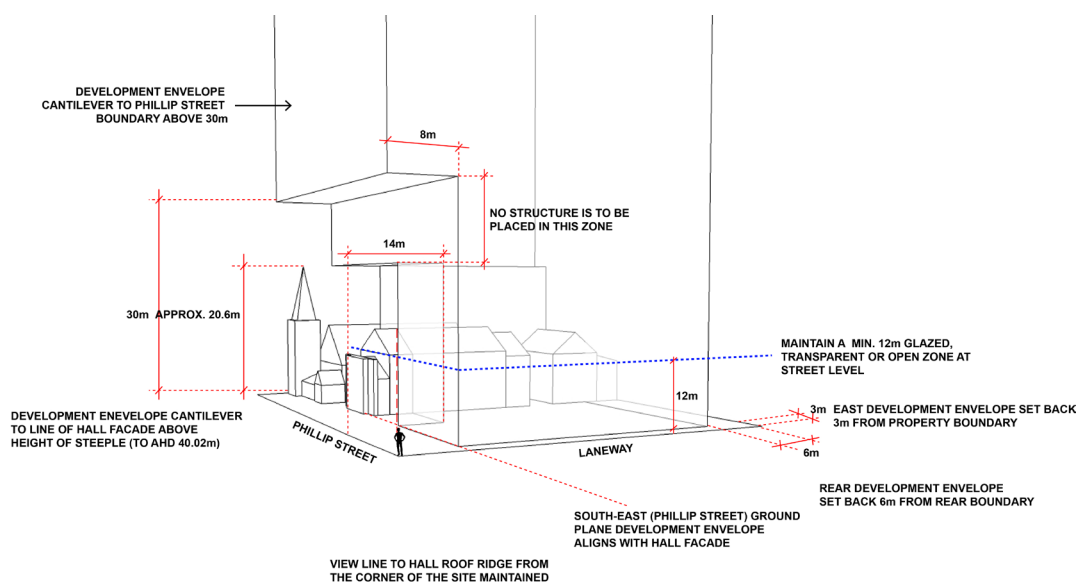 DEVELOPMENT ENVELOPE
CANTILEVER TO PHILLIP STREET
BOUNDARY ABOVE 30m
8m
NO STRUCTURE IS TO BE
PLACED IN THIS ZONE
14m
30m
APPROX. 20.6m
MAINTAIN A MIN. 12m GLAZED,
TRANSPARENT OR OPEN ZONE AT
STREET LEVEL
12m
DEVELOPMENT ENEVELOPE CANTILEVER
TO LINE OF HALL FACADE ABOVE
HEIGHT OF STEEPLE (TO AHD 40.02m)
PHILLIP STREET
LANEWAY
3m
EAST DEVELOPMENT ENVELOPE SET BACK
3m FROM PROPERTY BOUNDARY
6m
REAR DEVELOPMENT ENVELOPE
SET BACK 6m FROM REAR BOUNDARY
SOUTH-EAST (PHILLIP STREET) GROUND
PLANE DEVELOPMENT ENVELOPE
ALIGNS WITH HALL FACADE
VIEW LINE TO HALL ROOF RIDGE FROM
THE CORNER OF THE SITE MAINTAINED